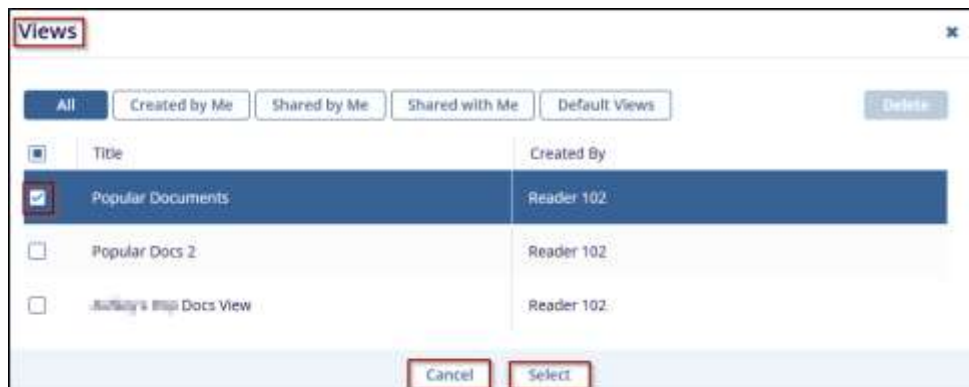 Views
All Created by Me Shared by Me Shared with Me Default Views Delete
Title Created By
Popular Documents Reader 102
Popular Docs 2 Reader 102
Docs View Reader 102
Cancel Select